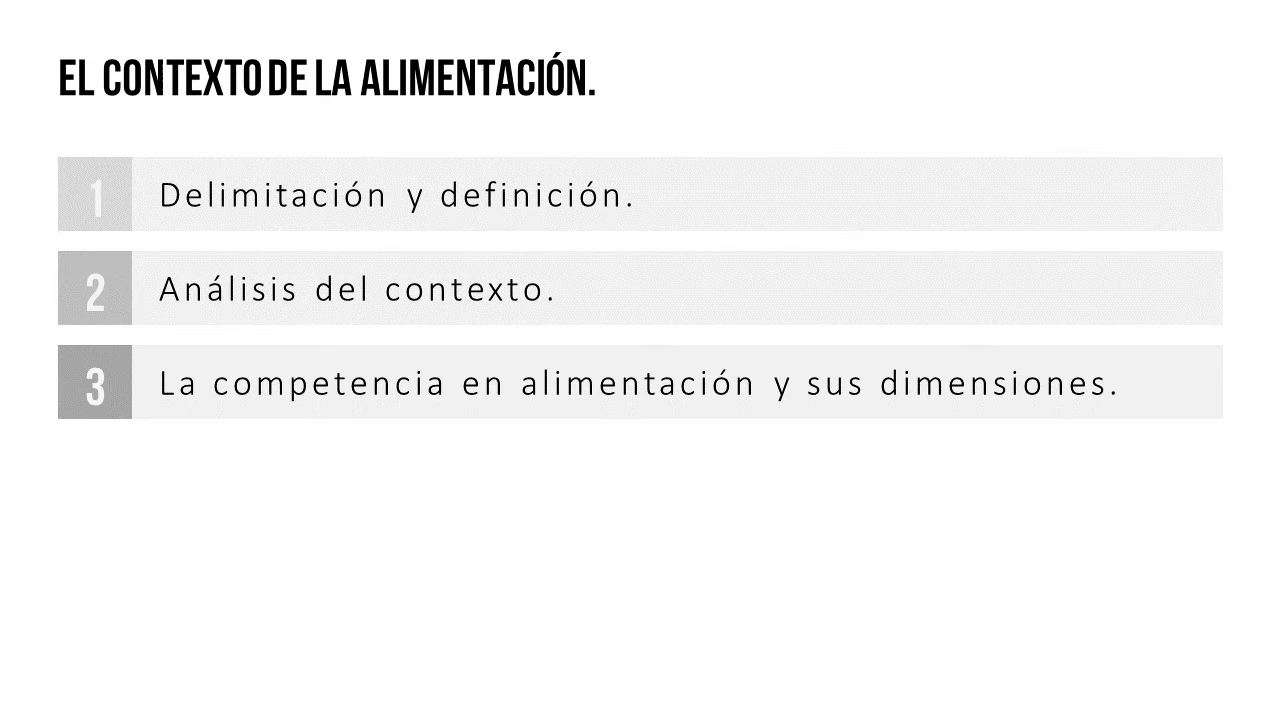 EL CONTEXTO DE LA ALIMENTACIÓN.
1 Delimitación y definición.
2 Análisis del contexto.
3 La competencia en alimentación y sus dimensiones.